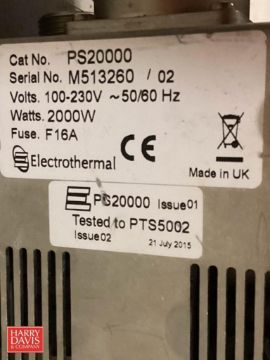 Cat No. PS20000
Serial No. M513260 / 02
Volts. 100-230V ~50/60 Hz
Watts. 2000W
Fuse. F16A
Electrothermal CE
Made in UK
PS20000 Issue01
Tested to PTS5002
Issue02 21 July 2015
HARRY
DAVIS
& COMPANY